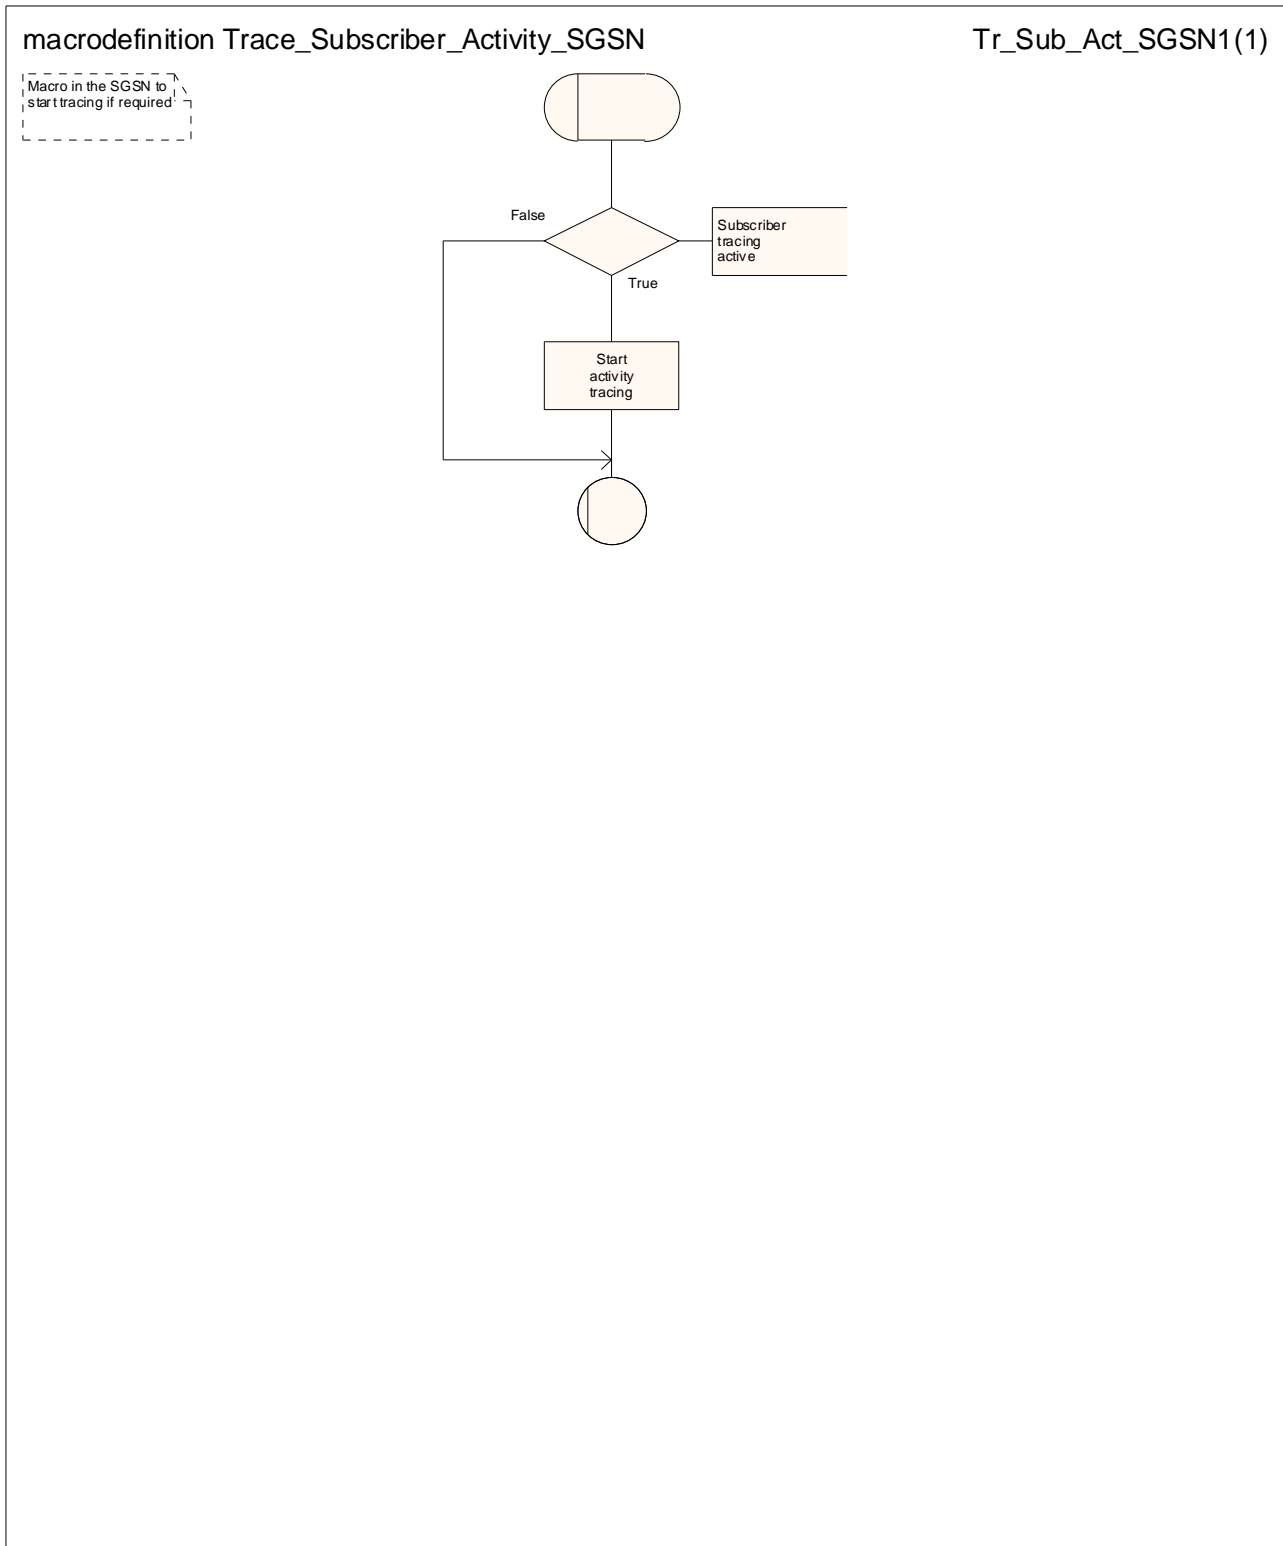 macrodefinition Trace_Subscriber_Activity_SGSN
Tr_Sub_Act_SGSN1(1)
Macro in the SGSN to
start tracing if required
False
Subscriber
tracing
active
True
Start
activity
tracing